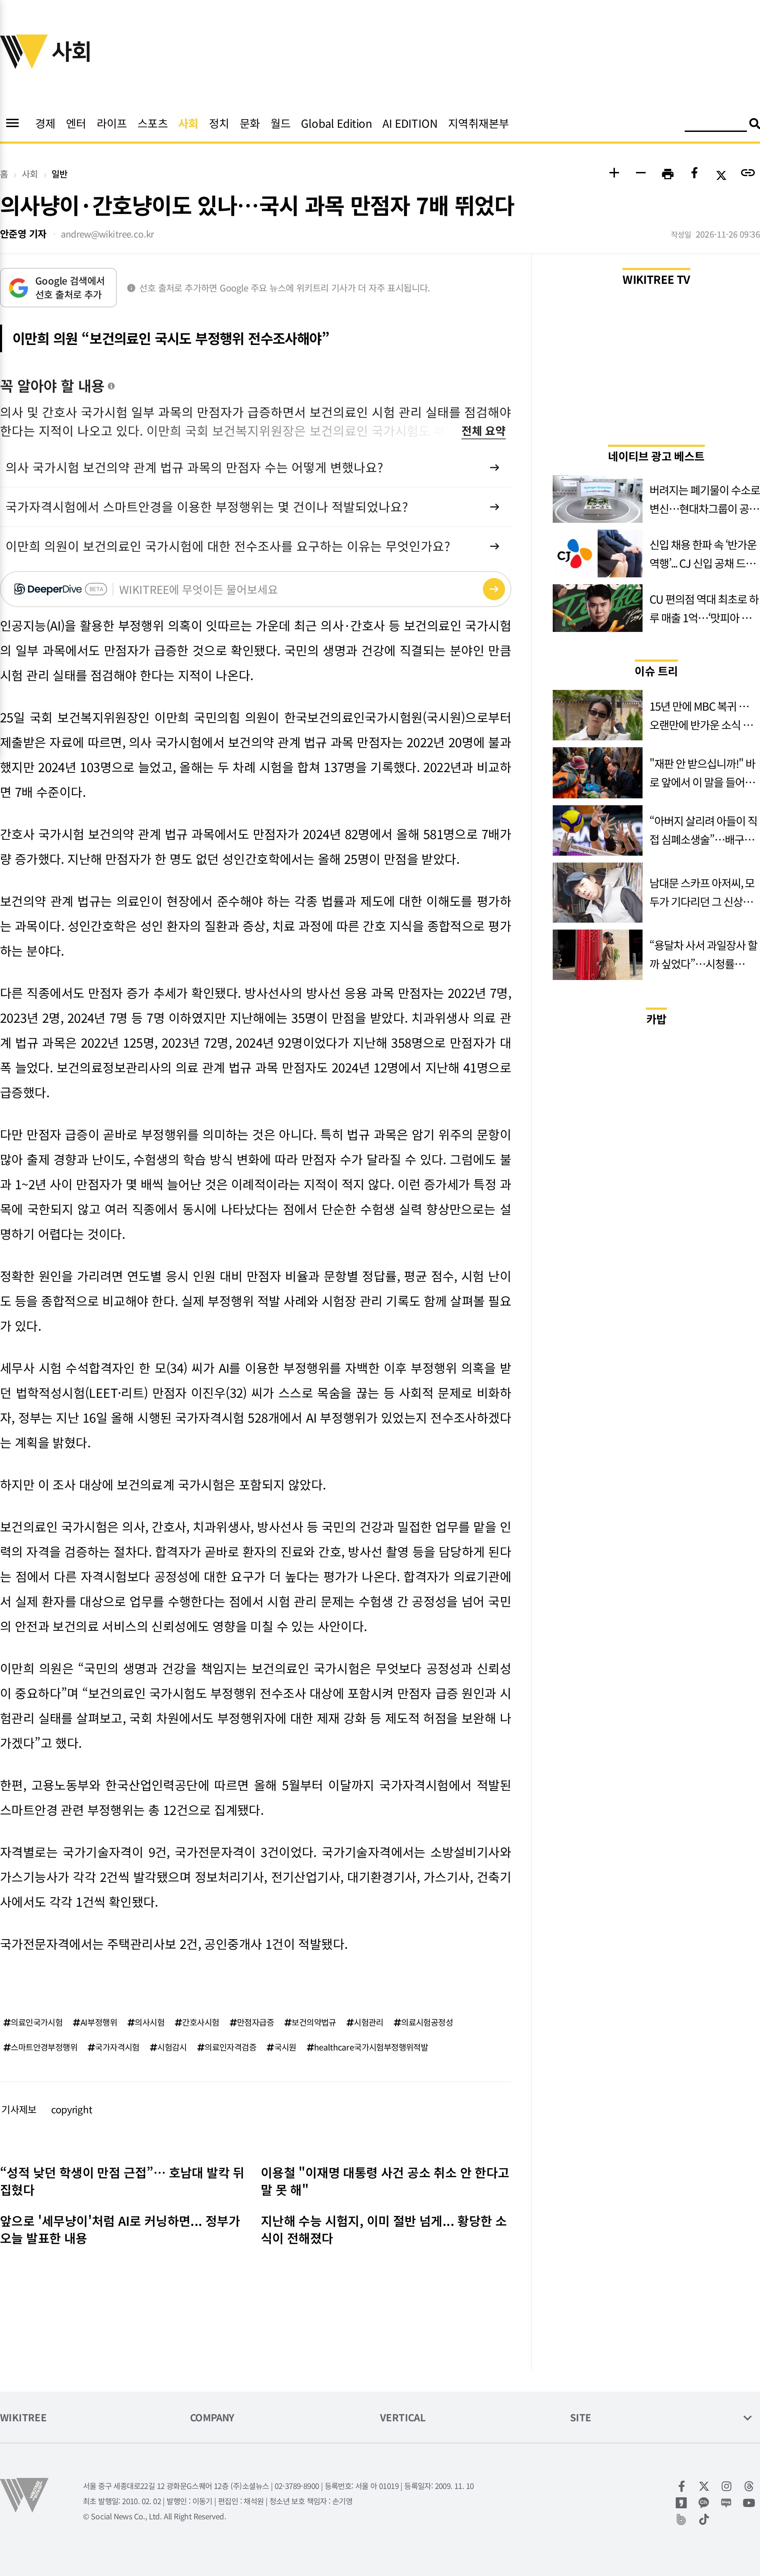 사회
경제 엔터 라이프 스포츠 사회 정치 문화 월드 Global Edition AI EDITION 지역취재본부
홈 › 사회 › 일반
의사냥이·간호냥이도 있나…국시 과목 만점자 7배 뛰었다
안준영 기자 · andrew@wikitree.co.kr
작성일 2026-11-26 09:36
Google 검색에서
선호 출처로 추가
선호 출처로 추가하면 Google 주요 뉴스에 위키트리 기사가 더 자주 표시됩니다.
이만희 의원 “보건의료인 국시도 부정행위 전수조사해야”
꼭 알아야 할 내용
의사 및 간호사 국가시험 일부 과목의 만점자가 급증하면서 보건의료인 시험 관리 실태를 점검해야
한다는 지적이 나오고 있다. 이만희 국회 보건복지위원장은 보건의료인 국가시험도
전체 요약
의사 국가시험 보건의약 관계 법규 과목의 만점자 수는 어떻게 변했나요?
국가자격시험에서 스마트안경을 이용한 부정행위는 몇 건이나 적발되었나요?
이만희 의원이 보건의료인 국가시험에 대한 전수조사를 요구하는 이유는 무엇인가요?
DeeperDive BETA WIKITREE에 무엇이든 물어보세요
인공지능(AI)을 활용한 부정행위 의혹이 잇따르는 가운데 최근 의사·간호사 등 보건의료인 국가시험
의 일부 과목에서도 만점자가 급증한 것으로 확인됐다. 국민의 생명과 건강에 직결되는 분야인 만큼
시험 관리 실태를 점검해야 한다는 지적이 나온다.
25일 국회 보건복지위원장인 이만희 국민의힘 의원이 한국보건의료인국가시험원(국시원)으로부터
제출받은 자료에 따르면, 의사 국가시험에서 보건의약 관계 법규 과목 만점자는 2022년 20명에 불과
했지만 2024년 103명으로 늘었고, 올해는 두 차례 시험을 합쳐 137명을 기록했다. 2022년과 비교하
면 7배 수준이다.
간호사 국가시험 보건의약 관계 법규 과목에서도 만점자가 2024년 82명에서 올해 581명으로 7배가
량 증가했다. 지난해 만점자가 한 명도 없던 성인간호학에서는 올해 25명이 만점을 받았다.
보건의약 관계 법규는 의료인이 현장에서 준수해야 하는 각종 법률과 제도에 대한 이해도를 평가하
는 과목이다. 성인간호학은 성인 환자의 질환과 증상, 치료 과정에 따른 간호 지식을 종합적으로 평가
하는 분야다.
다른 직종에서도 만점자 증가 추세가 확인됐다. 방사선사의 방사선 응용 과목 만점자는 2022년 7명,
2023년 2명, 2024년 7명 등 7명 이하였지만 지난해에는 35명이 만점을 받았다. 치과위생사 의료 관
계 법규 과목은 2022년 125명, 2023년 72명, 2024년 92명이었다가 지난해 358명으로 만점자가 대
폭 늘었다. 보건의료정보관리사의 의료 관계 법규 과목 만점자도 2024년 12명에서 지난해 41명으로
급증했다.
다만 만점자 급증이 곧바로 부정행위를 의미하는 것은 아니다. 특히 법규 과목은 암기 위주의 문항이
많아 출제 경향과 난이도, 수험생의 학습 방식 변화에 따라 만점자 수가 달라질 수 있다. 그럼에도 불
과 1~2년 사이 만점자가 몇 배씩 늘어난 것은 이례적이라는 지적이 적지 않다. 이런 증가세가 특정 과
목에 국한되지 않고 여러 직종에서 동시에 나타났다는 점에서 단순한 수험생 실력 향상만으로는 설
명하기 어렵다는 것이다.
정확한 원인을 가리려면 연도별 응시 인원 대비 만점자 비율과 문항별 정답률, 평균 점수, 시험 난이
도 등을 종합적으로 비교해야 한다. 실제 부정행위 적발 사례와 시험장 관리 기록도 함께 살펴볼 필요
가 있다.
세무사 시험 수석합격자인 한 모(34) 씨가 AI를 이용한 부정행위를 자백한 이후 부정행위 의혹을 받
던 법학적성시험(LEET·리트) 만점자 이진우(32) 씨가 스스로 목숨을 끊는 등 사회적 문제로 비화하
자, 정부는 지난 16일 올해 시행된 국가자격시험 528개에서 AI 부정행위가 있었는지 전수조사하겠다
는 계획을 밝혔다.
하지만 이 조사 대상에 보건의료계 국가시험은 포함되지 않았다.
보건의료인 국가시험은 의사, 간호사, 치과위생사, 방사선사 등 국민의 건강과 밀접한 업무를 맡을 인
력의 자격을 검증하는 절차다. 합격자가 곧바로 환자의 진료와 간호, 방사선 촬영 등을 담당하게 된다
는 점에서 다른 자격시험보다 공정성에 대한 요구가 더 높다는 평가가 나온다. 합격자가 의료기관에
서 실제 환자를 대상으로 업무를 수행한다는 점에서 시험 관리 문제는 수험생 간 공정성을 넘어 국민
의 안전과 보건의료 서비스의 신뢰성에도 영향을 미칠 수 있는 사안이다.
이만희 의원은 “국민의 생명과 건강을 책임지는 보건의료인 국가시험은 무엇보다 공정성과 신뢰성
이 중요하다”며 “보건의료인 국가시험도 부정행위 전수조사 대상에 포함시켜 만점자 급증 원인과 시
험관리 실태를 살펴보고, 국회 차원에서도 부정행위자에 대한 제재 강화 등 제도적 허점을 보완해 나
가겠다”고 했다.
한편, 고용노동부와 한국산업인력공단에 따르면 올해 5월부터 이달까지 국가자격시험에서 적발된
스마트안경 관련 부정행위는 총 12건으로 집계됐다.
자격별로는 국가기술자격이 9건, 국가전문자격이 3건이었다. 국가기술자격에서는 소방설비기사와
가스기능사가 각각 2건씩 발각됐으며 정보처리기사, 전기산업기사, 대기환경기사, 가스기사, 건축기
사에서도 각각 1건씩 확인됐다.
국가전문자격에서는 주택관리사보 2건, 공인중개사 1건이 적발됐다.
#의료인국가시험 #AI부정행위 #의사시험 #간호사시험 #만점자급증 #보건의약법규 #시험관리 #의료시험공정성
#스마트안경부정행위 #국가자격시험 #시험감시 #의료인자격검증 #국시원 #healthcare국가시험부정행위적발
기사제보 copyright
“성적 낮던 학생이 만점 근접”… 호남대 발칵 뒤
집혔다
이용철 "이재명 대통령 사건 공소 취소 안 한다고
말 못 해"
앞으로 '세무냥이'처럼 AI로 커닝하면... 정부가
오늘 발표한 내용
지난해 수능 시험지, 이미 절반 넘게... 황당한 소
식이 전해졌다
WIKITREE TV
네이티브 광고 베스트
버려지는 폐기물이 수소로
변신…현대차그룹이 공…
신입 채용 한파 속 ‘반가운
역행’... CJ 신입 공채 드…
CU 편의점 역대 최초로 하
루 매출 1억…‘맛피아 …
이슈 트리
15년 만에 MBC 복귀 …
오랜만에 반가운 소식 …
"재판 안 받으십니까!" 바
로 앞에서 이 말을 들어…
“아버지 살리려 아들이 직
접 심폐소생술”…배구…
남대문 스카프 아저씨, 모
두가 기다리던 그 신상…
“용달차 사서 과일장사 할
까 싶었다”…시청률…
카밥
WIKITREE COMPANY VERTICAL SITE
서울 중구 세종대로22길 12 광화문G스퀘어 12층 (주)소셜뉴스 | 02-3789-8900 | 등록번호: 서울 아 01019 | 등록일자: 2009. 11. 10
최초 발행일: 2010. 02. 02 | 발행인 : 이동기 | 편집인 : 채석원 | 청소년 보호 책임자 : 손기영
© Social News Co., Ltd. All Right Reserved.